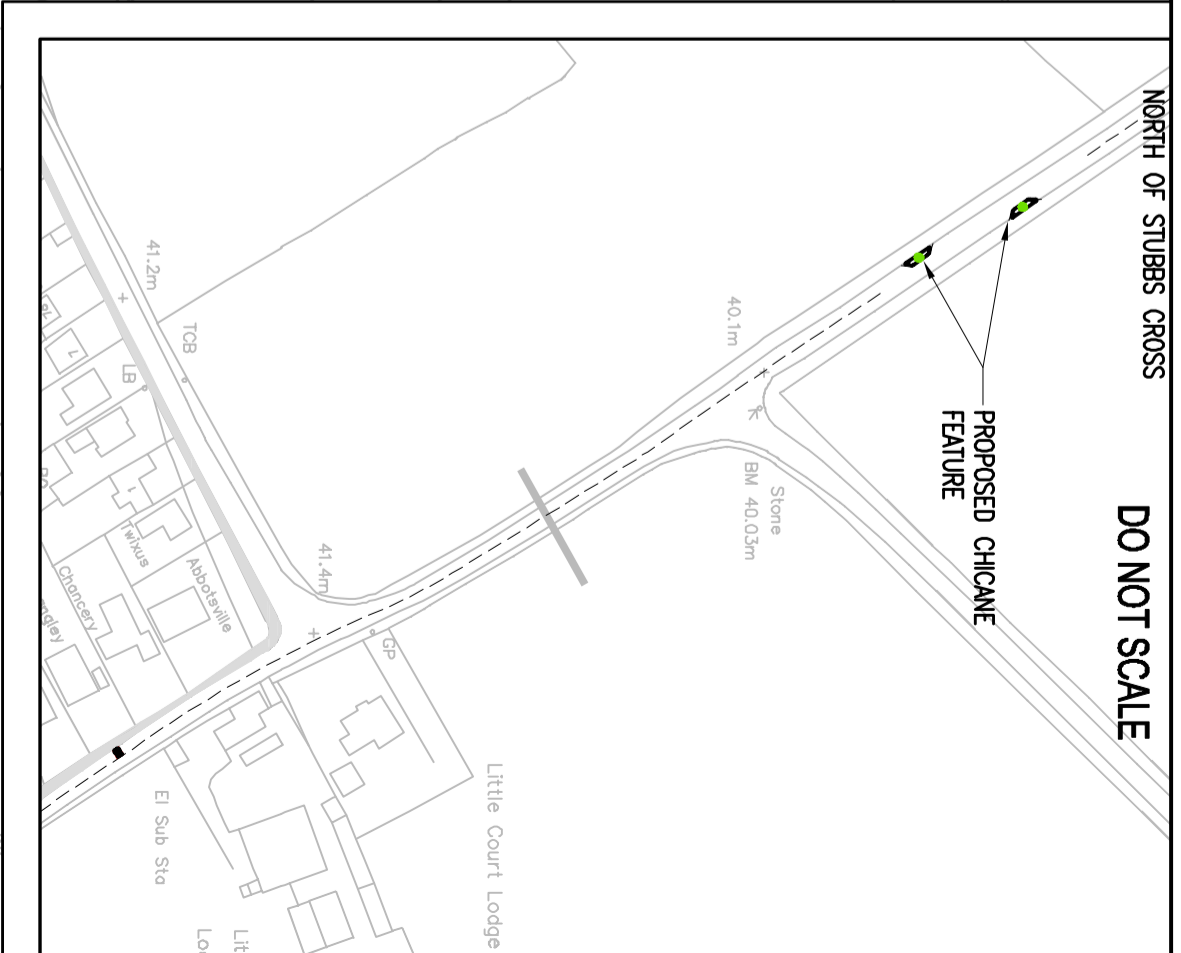 NORTH OF STUBBS CROSS
DO NOT SCALE
PROPOSED CHICANE
FEATURE
40.1m
Stone
BM 40.03m
41.2m
TCB
LB
41.4m
GP
Twixus
Abbotsville
Chancery
Little Court Lodge
El Sub Sta